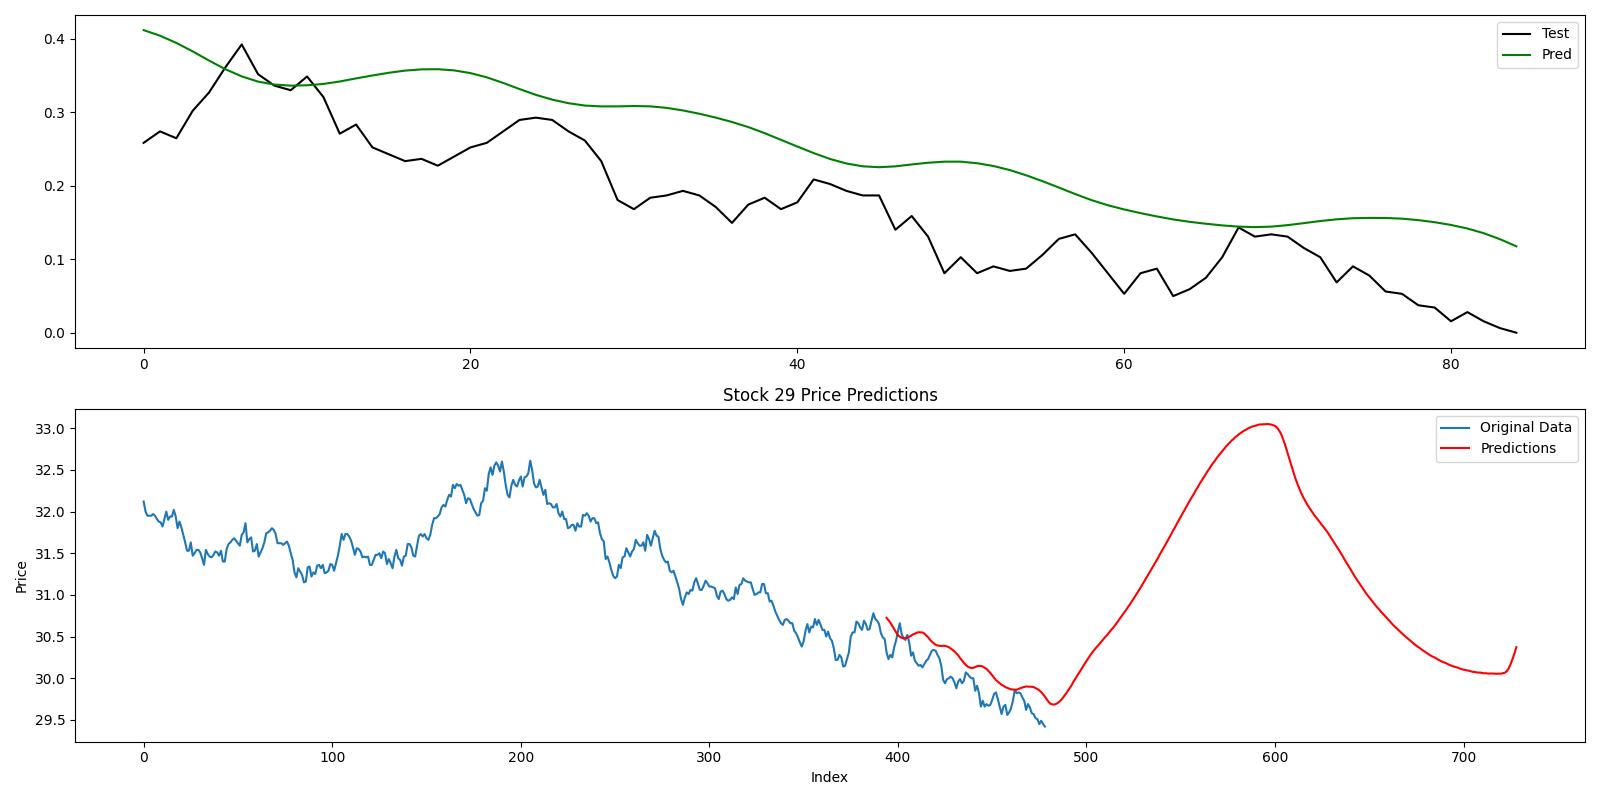 0.4
0.3
0.2
0.1
0.0
Test
Pred
0 20 40 60 80
Stock 29 Price Predictions
33.0
32.5
32.0
31.5
31.0
30.5
30.0
29.5
Price
Original Data
Predictions
0 100 200 300 400 500 600 700
Index